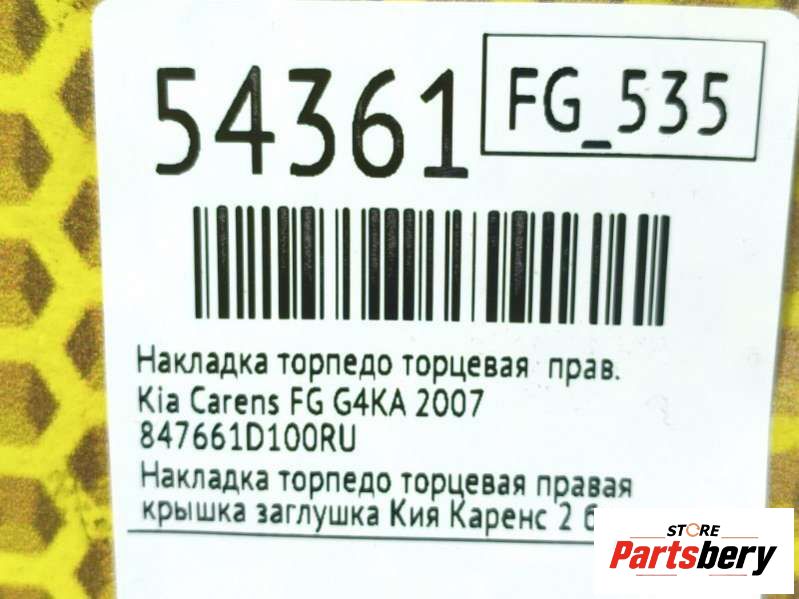 54361
FG_535
Накладка торпедо торцевая прав.
Kia Carens FG G4KA 2007
847661D100RU
Накладка торпедо торцевая правая
крышка заглушка Кия Каренс 2
STORE
Partsbery